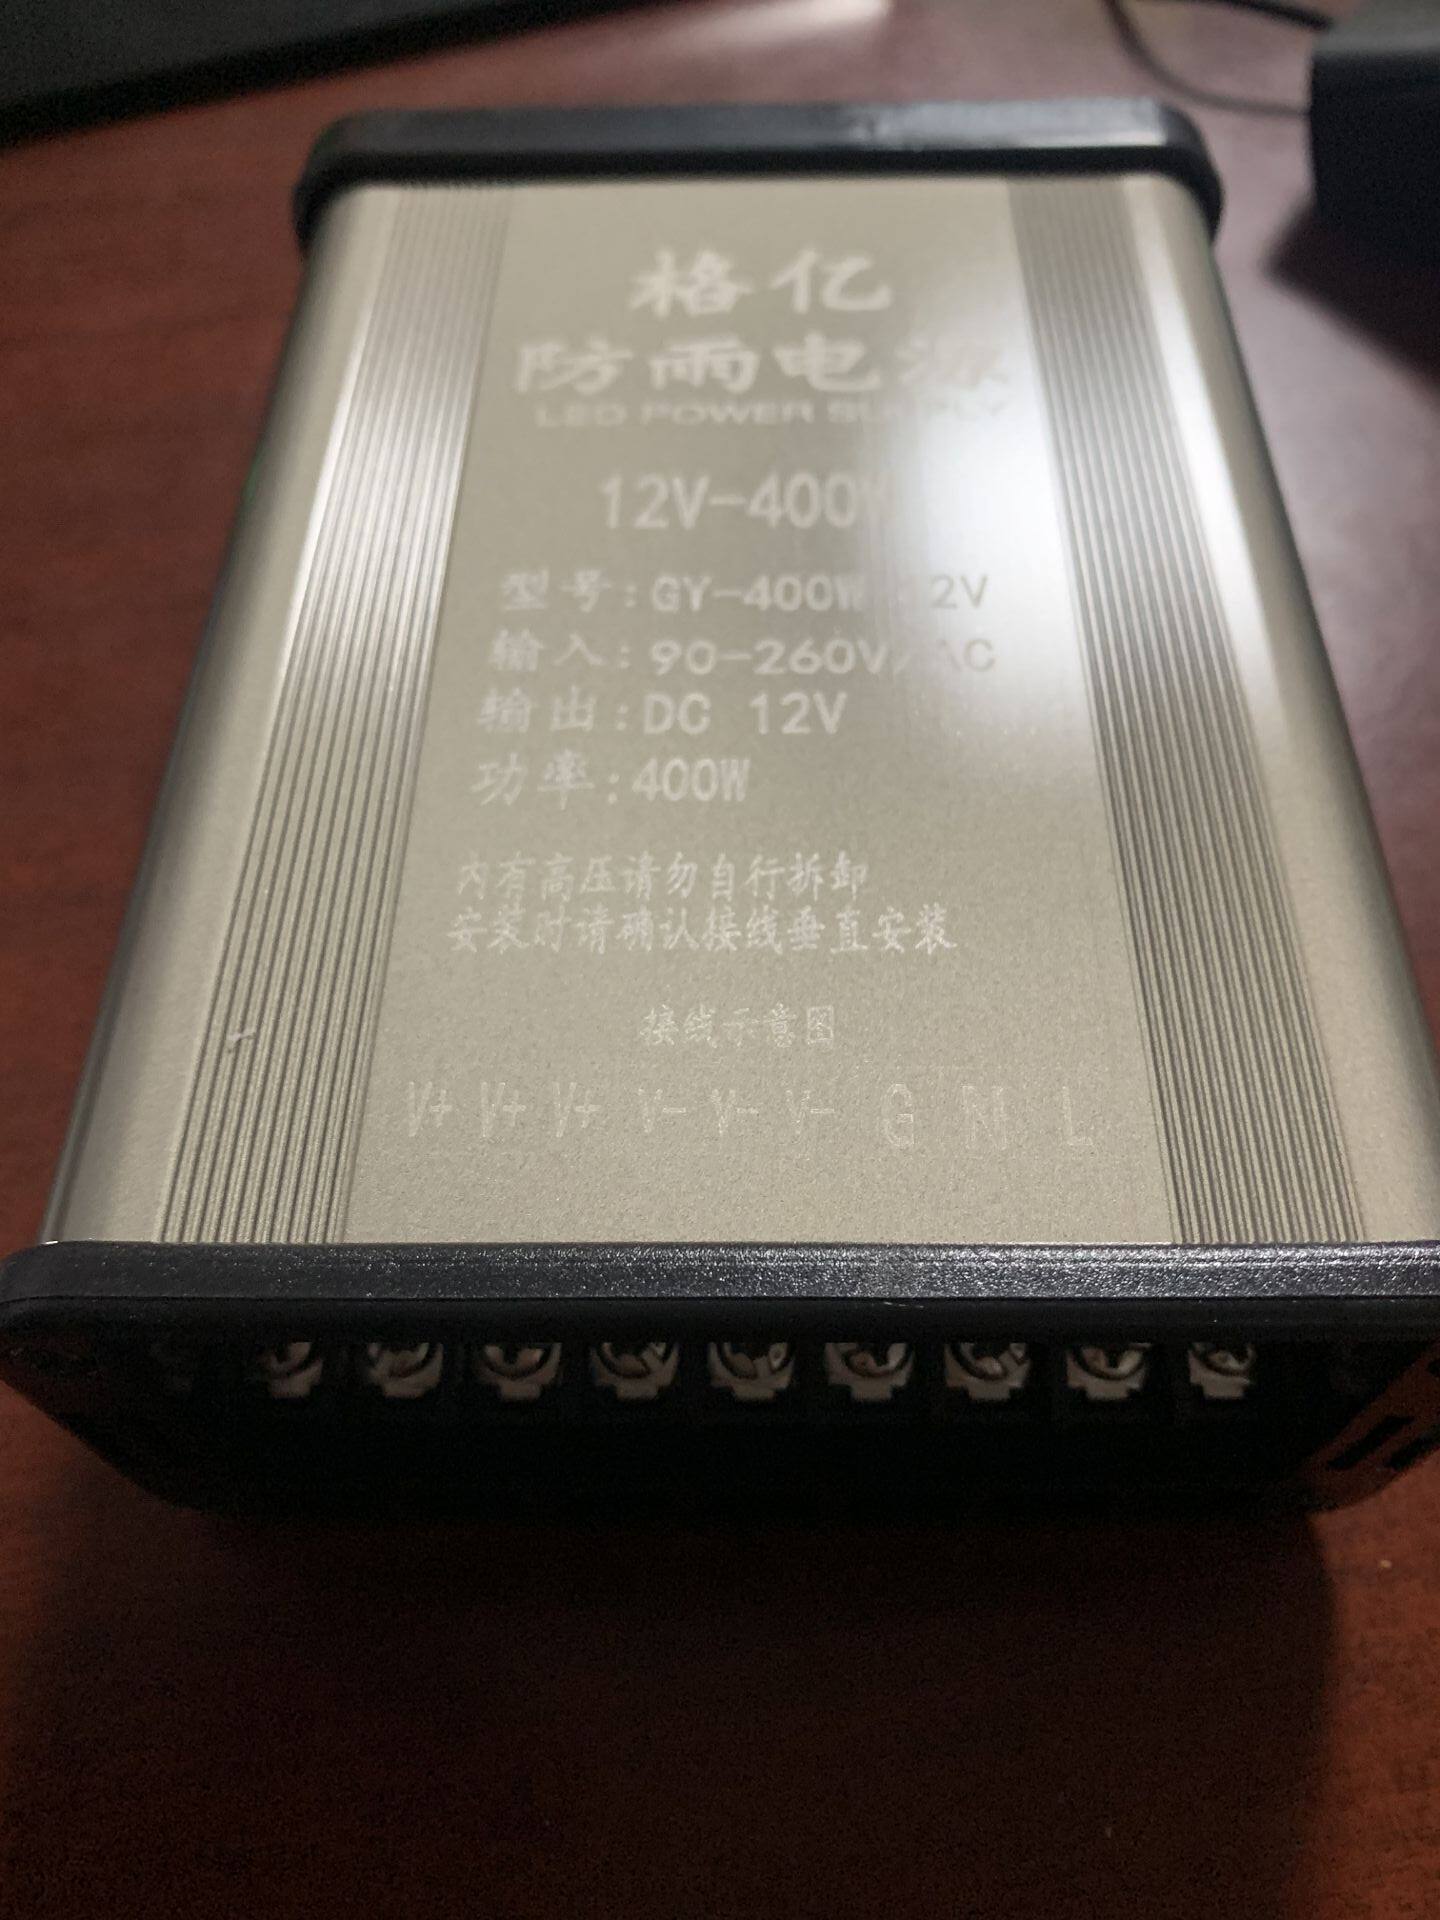 格亿
防雨电源
LED POWER SUPPLY
12V-400W
型号:GY-400W-12V
输入:90-260V/AC
输出:DC 12V
功率:400W
内有高压请勿自行拆卸
安装时请确认接线垂直安装
接线示意图
V+ V+ V+ V- V- V- G N L